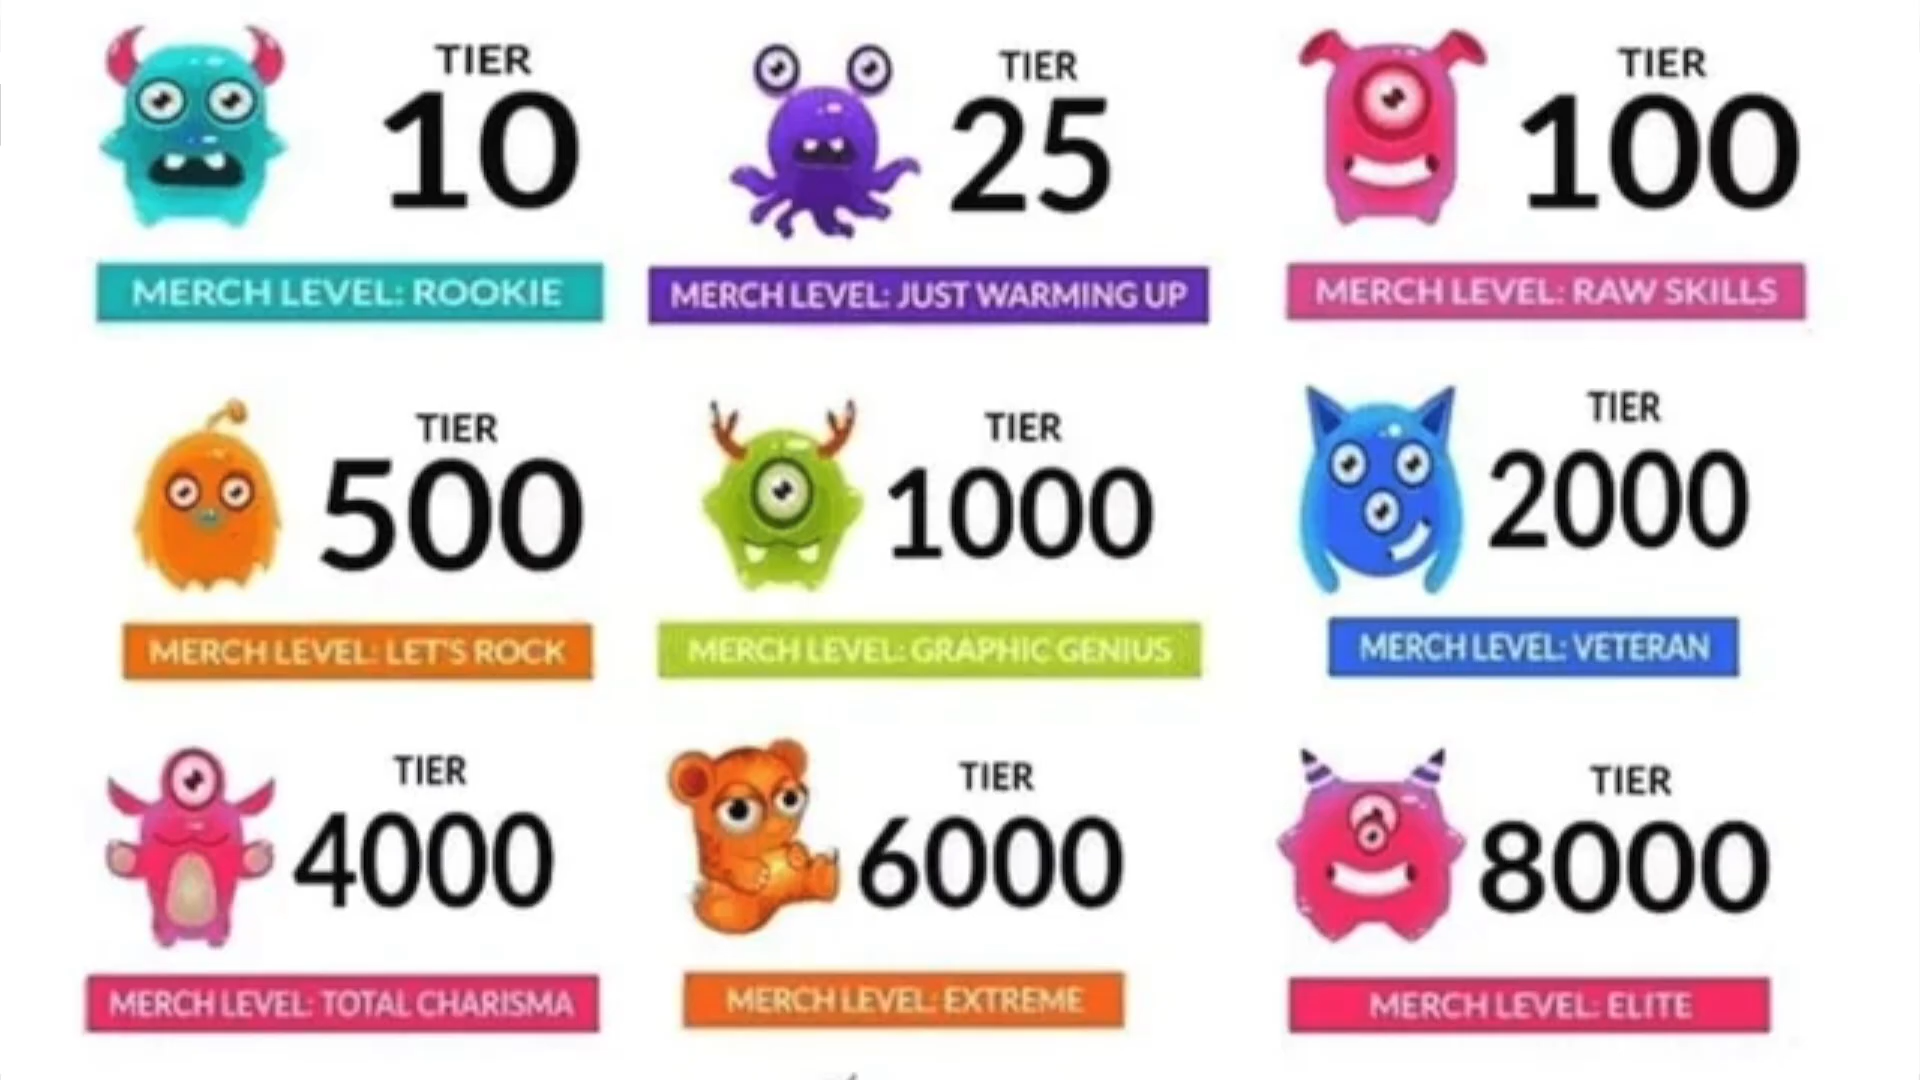 TIER
10
MERCH LEVEL: ROOKIE
TIER
25
MERCH LEVEL: JUST WARMING UP
TIER
100
MERCH LEVEL: RAW SKILLS
TIER
500
MERCH LEVEL: LET'S ROCK
TIER
1000
MERCH LEVEL: GRAPHIC GENIUS
TIER
2000
MERCH LEVEL: VETERAN
TIER
4000
MERCH LEVEL: TOTAL CHARISMA
TIER
6000
MERCH LEVEL: EXTREME
TIER
8000
MERCH LEVEL: ELITE